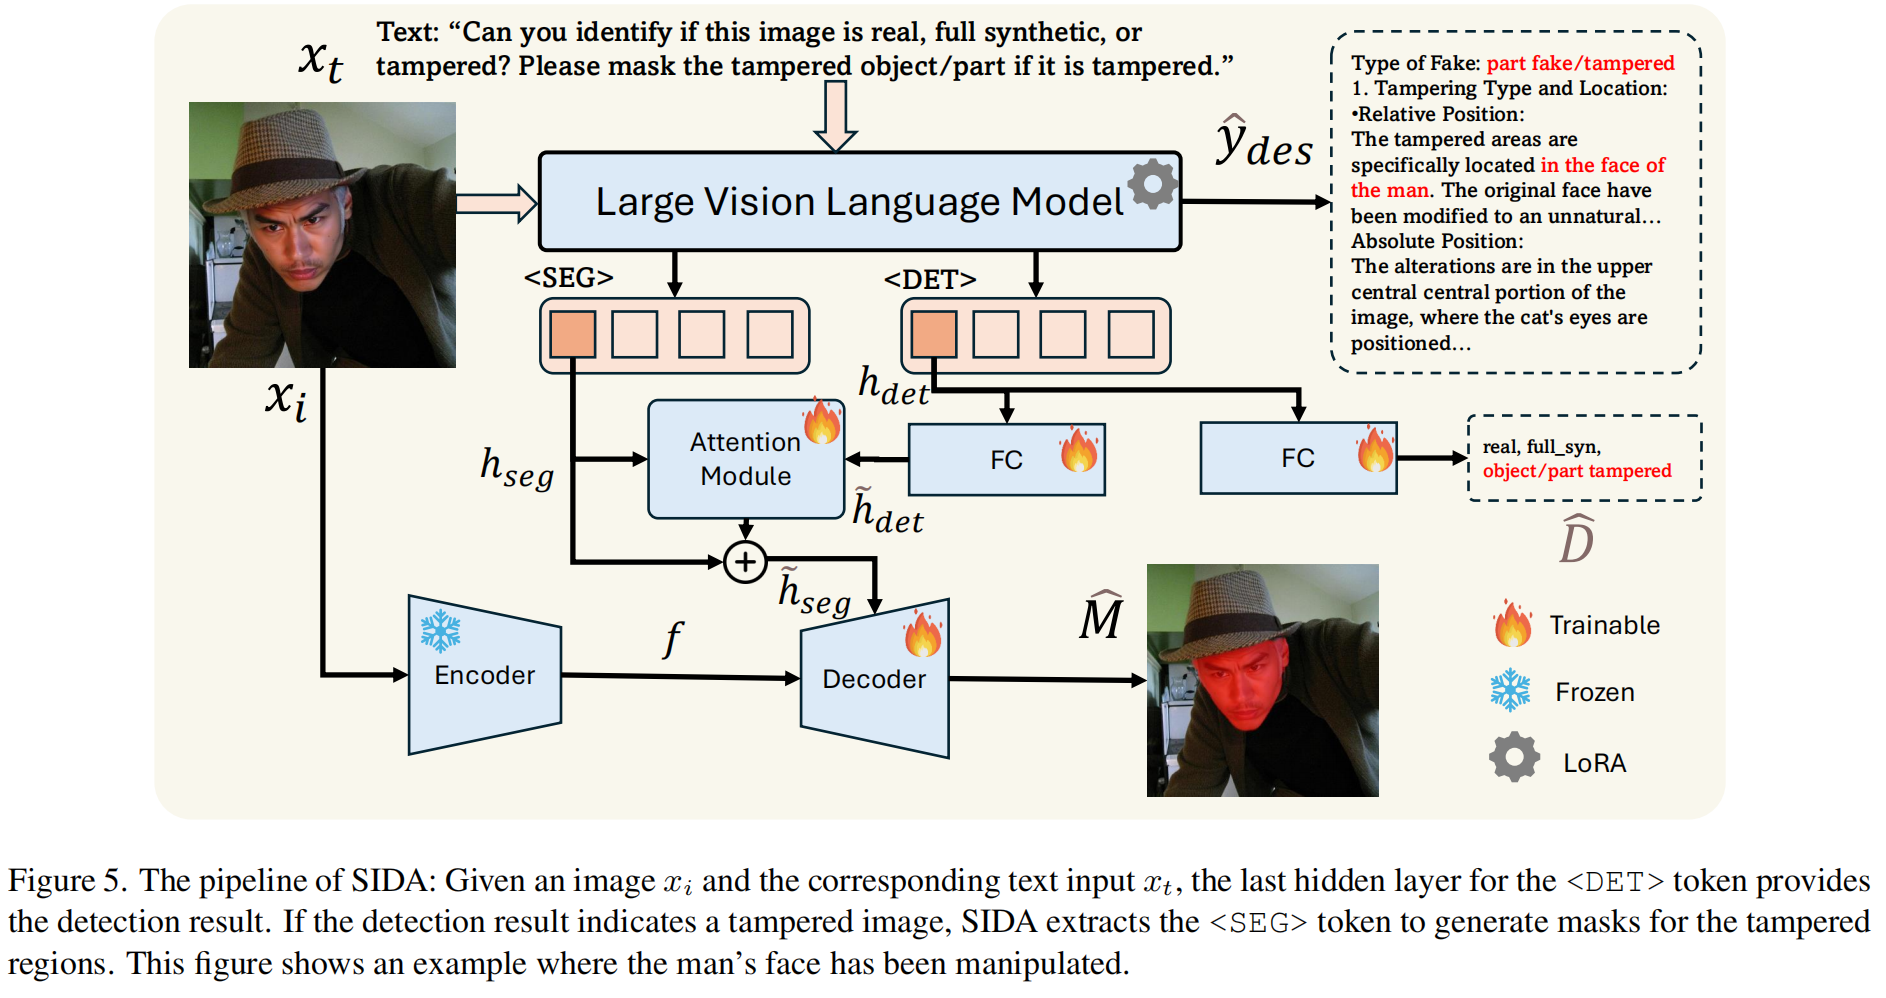 Text: “Can you identify if this image is real, full synthetic, or
tampered? Please mask the tampered object/part if it is tampered.”
x_t
Large Vision Language Model
ŷ_des
Type of Fake: part fake/tampered
1. Tampering Type and Location:
•Relative Position:
The tampered areas are
specifically located in the face of
the man. The original face have
been modified to an unnatural...
Absolute Position:
The alterations are in the upper
central central portion of the
image, where the cat's eyes are
positioned...
<SEG>
<DET>
x_i
h_det
h_seg
Attention
Module
FC
FC
real, full_syn,
object/part tampered
h̃_det
D̂
+
h̃_seg
Encoder
f
Decoder
M̂
Trainable
Frozen
LoRA
Figure 5. The pipeline of SIDA: Given an image x_i and the corresponding text input x_t, the last hidden layer for the <DET> token provides
the detection result. If the detection result indicates a tampered image, SIDA extracts the <SEG> token to generate masks for the tampered
regions. This figure shows an example where the man’s face has been manipulated.